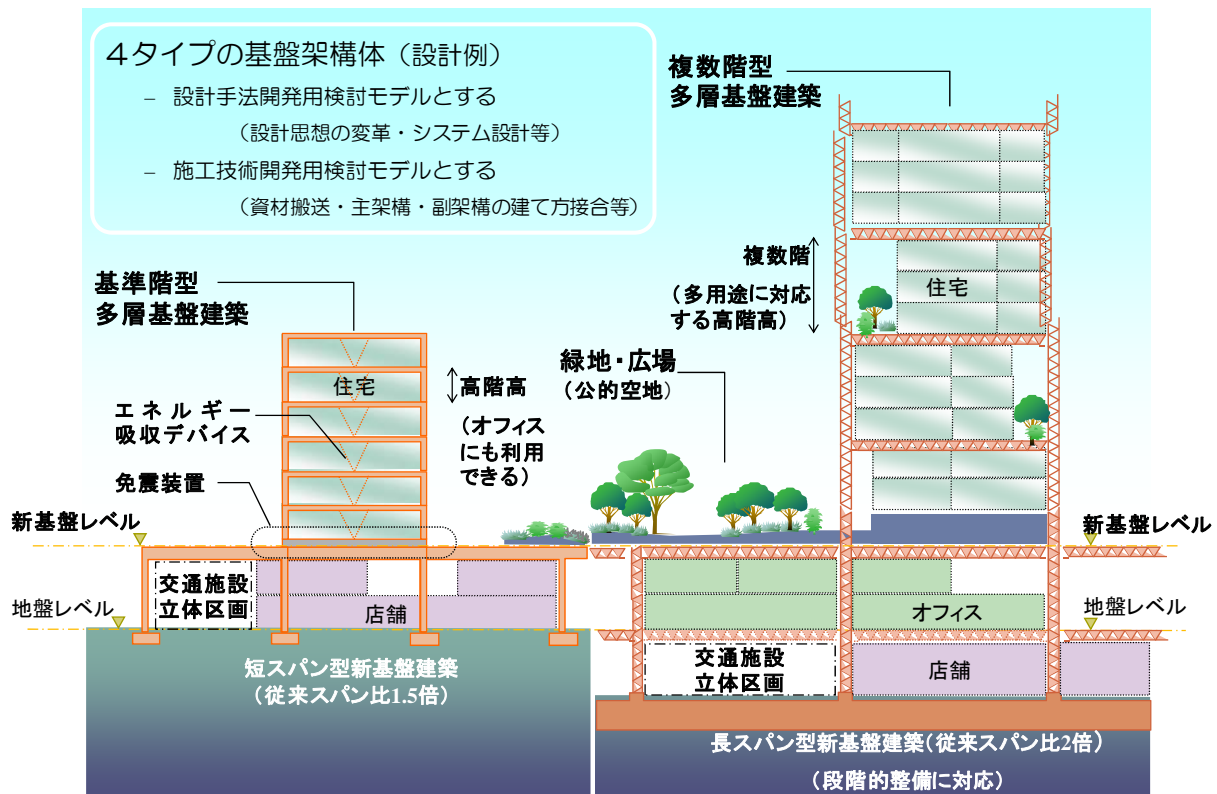 4タイプの基盤架構体（設計例）
– 設計手法開発用検討モデルとする
（設計思想の変革・システム設計等）
– 施工技術開発用検討モデルとする
（資材搬送・主架構・副架構の建て方接合等）
複数階型
多層基盤建築
基準階型
多層基盤建築
複数階
（多用途に対応
する高階高）
住宅
緑地・広場
（公的空地）
住宅
高階高
（オフィス
にも利用
できる）
エネルギー
吸収デバイス
免震装置
新基盤レベル
新基盤レベル
交通施設
立体区画
店舗
地盤レベル
オフィス
地盤レベル
交通施設
立体区画
店舗
短スパン型新基盤建築
（従来スパン比1.5倍）
長スパン型新基盤建築（従来スパン比2倍）
（段階的整備に対応）